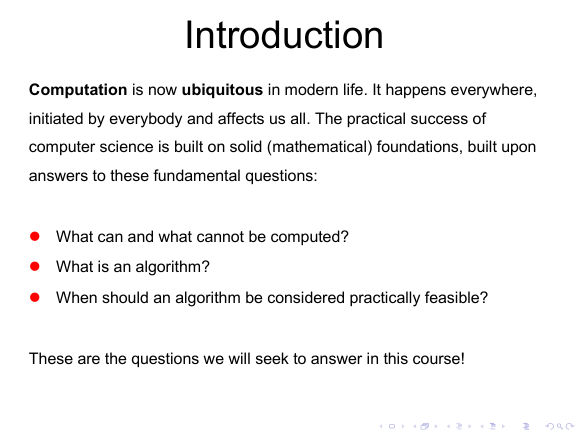 Introduction
Computation is now ubiquitous in modern life. It happens everywhere,
initiated by everybody and affects us all. The practical success of
computer science is built on solid (mathematical) foundations, built upon
answers to these fundamental questions:
What can and what cannot be computed?
What is an algorithm?
When should an algorithm be considered practically feasible?
These are the questions we will seek to answer in this course!